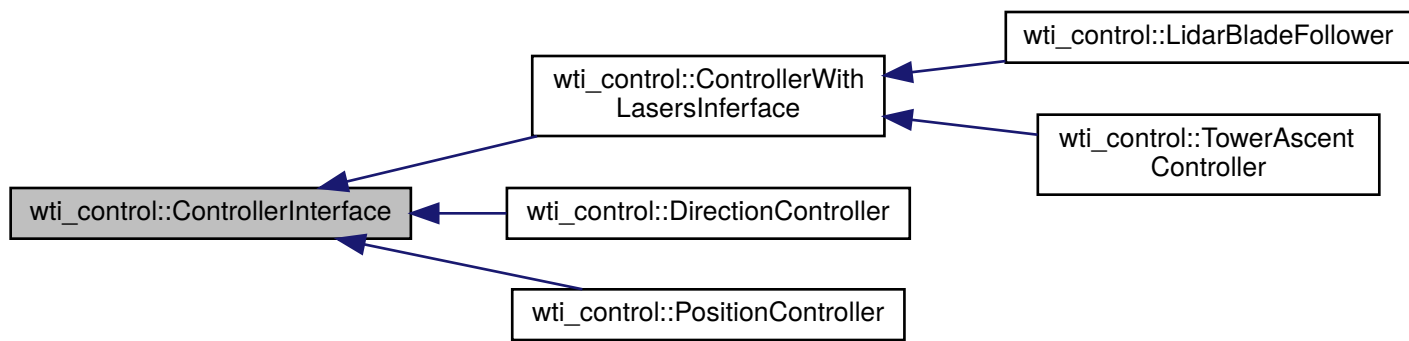 wti_control::LidarBladeFollower
wti_control::ControllerWith
LasersInferface
wti_control::TowerAscent
Controller
wti_control::ControllerInterface
wti_control::DirectionController
wti_control::PositionController